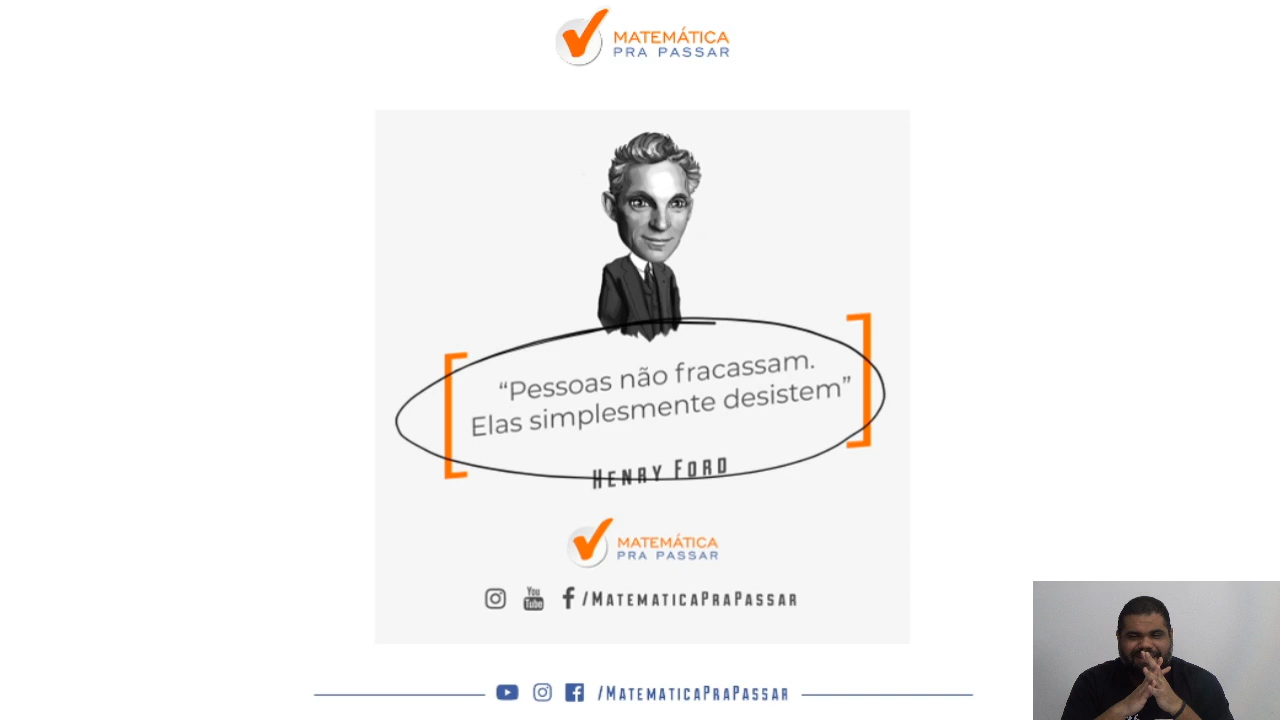 MATEMÁTICA
PRA PASSAR
“Pessoas não fracassam.
Elas simplesmente desistem”
HENRY FORD
MATEMÁTICA
PRA PASSAR
You
Tube
/MATEMATICAPRAPASSAR
/MATEMATICAPRAPASSAR